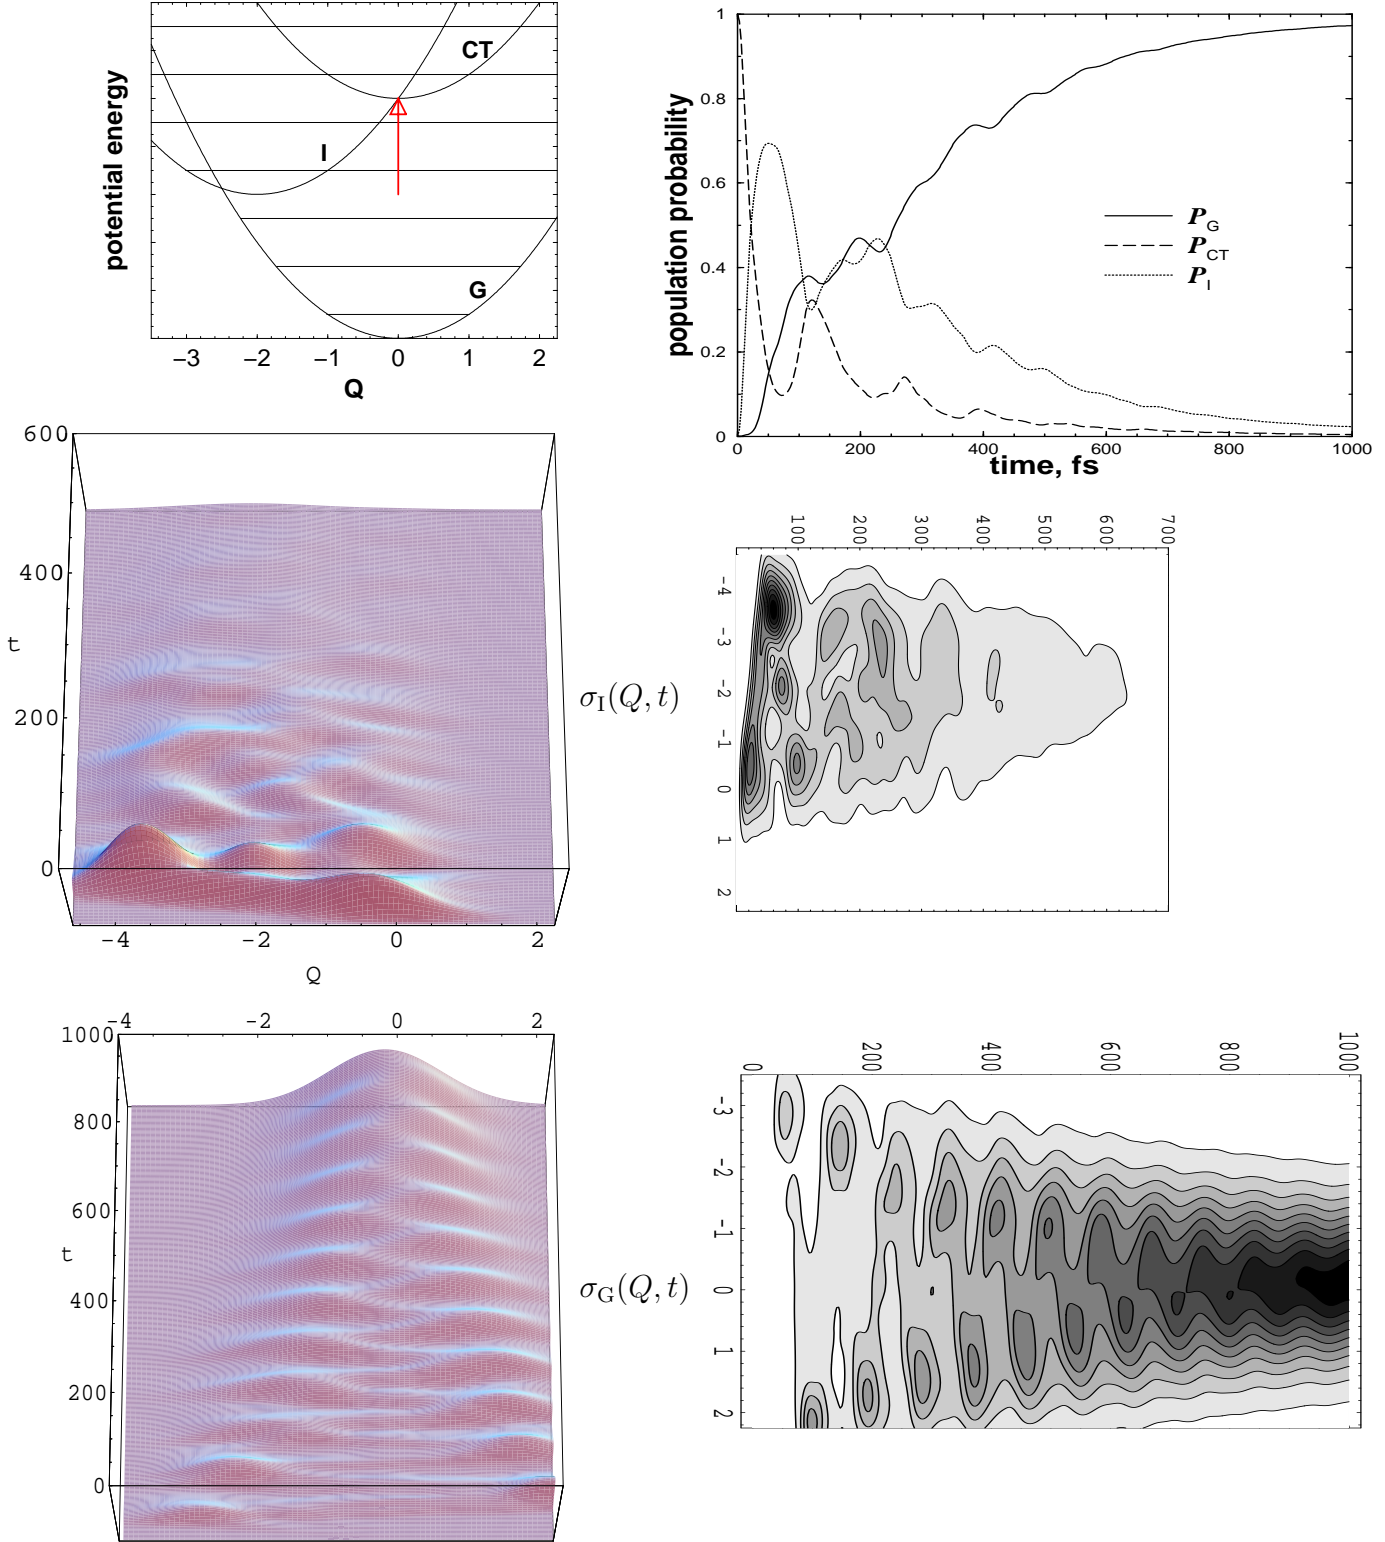 potential energy
CT
I
G
−3 −2 −1 0 1 2
Q
population probability
1
0.8
0.6
0.4
0.2
0
P_G
P_CT
P_I
0 200 400 600 800 1000
time, fs
600
400
t
200
0
-4 -2 0 2
Q
σ_I(Q, t)
100 200 300 400 500 600 700
-4 -3 -2 -1 0 1 2
-4 -2 0 2
1000
800
600
t
400
200
0
σ_G(Q, t)
0 200 400 600 800 1000
-3 -2 -1 0 1 2